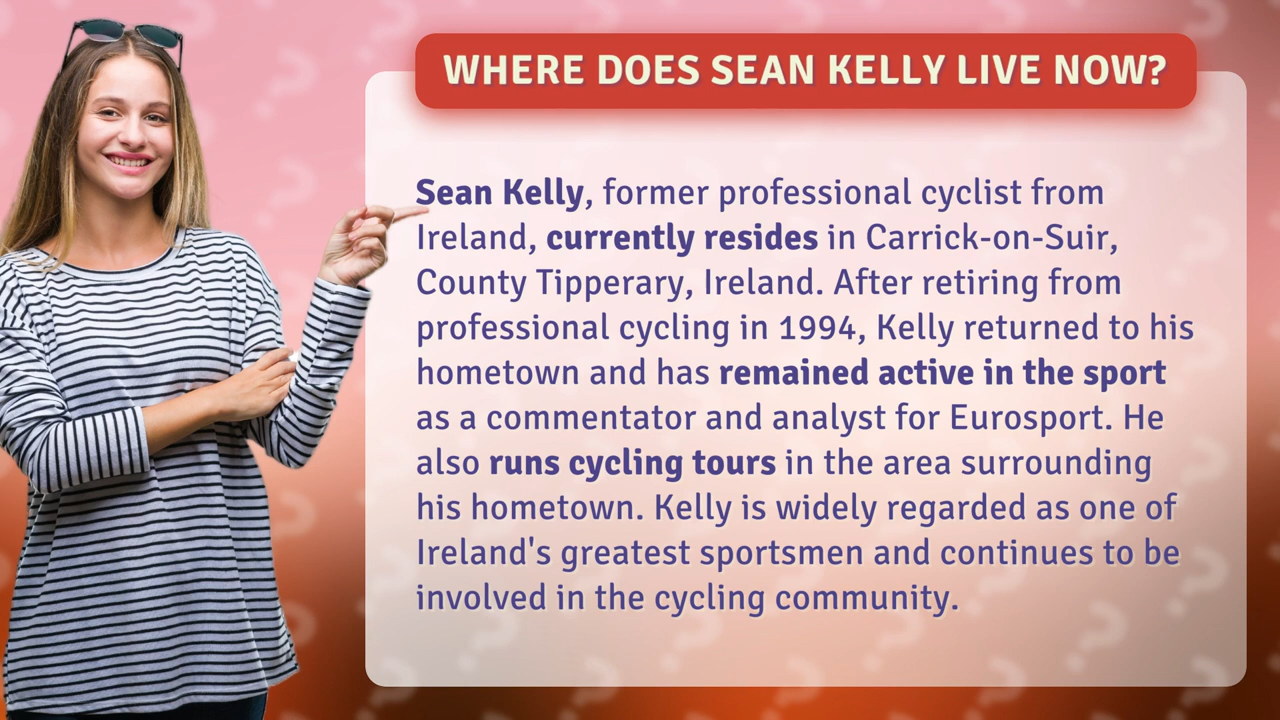 WHERE DOES SEAN KELLY LIVE NOW?
Sean Kelly, former professional cyclist from
Ireland, currently resides in Carrick-on-Suir,
County Tipperary, Ireland. After retiring from
professional cycling in 1994, Kelly returned to his
hometown and has remained active in the sport
as a commentator and analyst for Eurosport. He
also runs cycling tours in the area surrounding
his hometown. Kelly is widely regarded as one of
Ireland's greatest sportsmen and continues to be
involved in the cycling community.